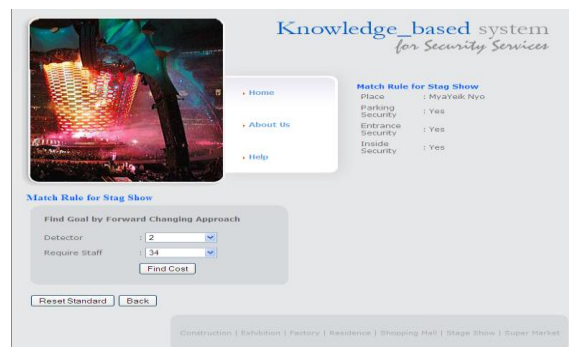 Knowledge_based system
for Security Services
Home
About Us
Help
Match Rule for Stag Show
Place : MyaYeik Nyo
Parking Security : Yes
Entrance Security : Yes
Inside Security : Yes
Match Rule for Stag Show
Find Goal by Forward Changing Approach
Detector : 2
Require Staff : 34
Find Cost
Reset Standard Back
Construction | Exhibition | Factory | Residence | Shopping Mall | Stage Show | Super Market